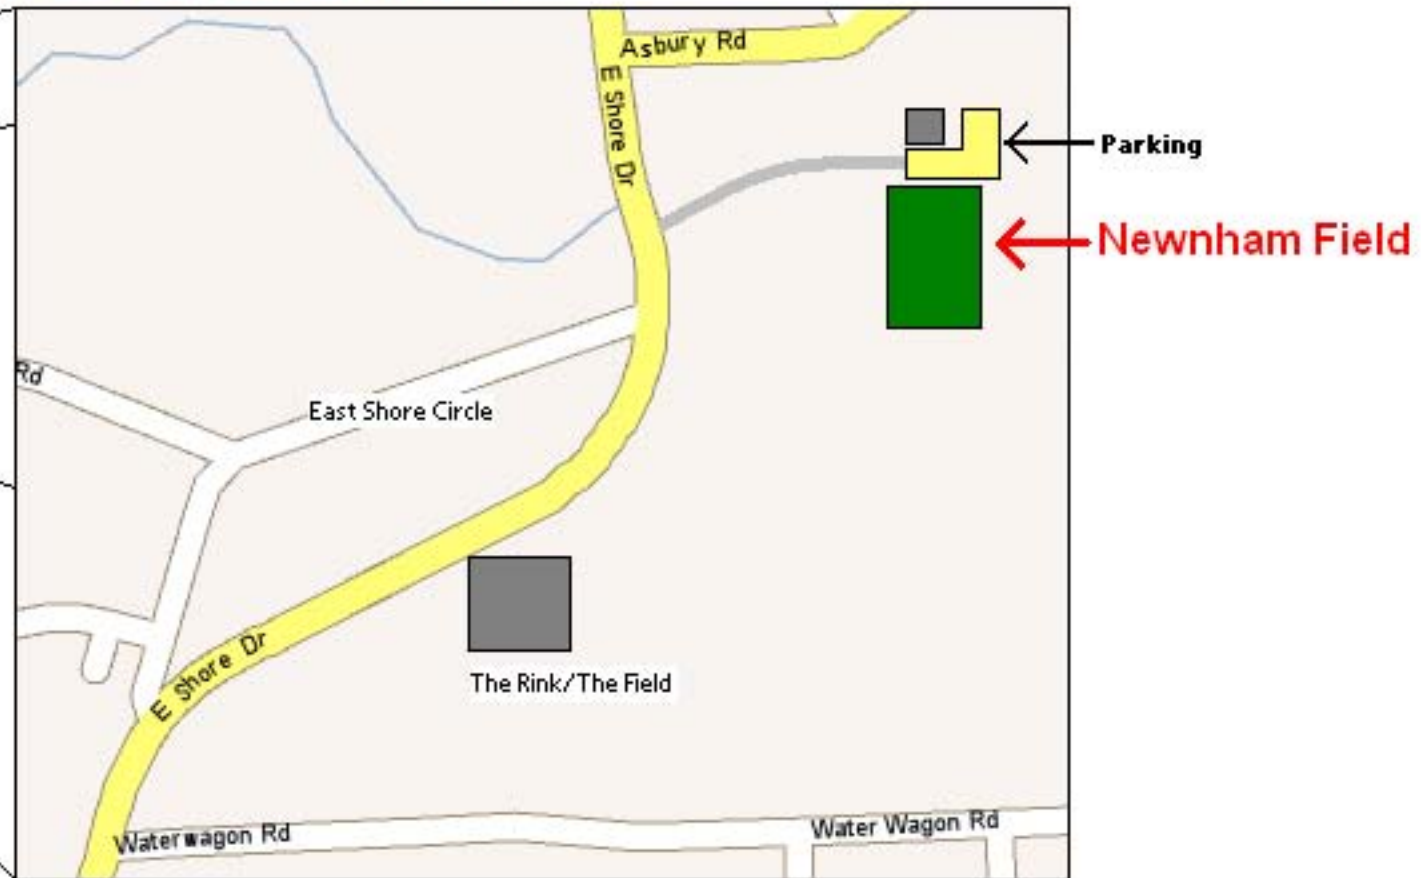 Asbury Rd
E Shore Dr
Parking
Newnham Field
Rd
East Shore Circle
E Shore Dr
The Rink/The Field
Waterwagon Rd
Water Wagon Rd